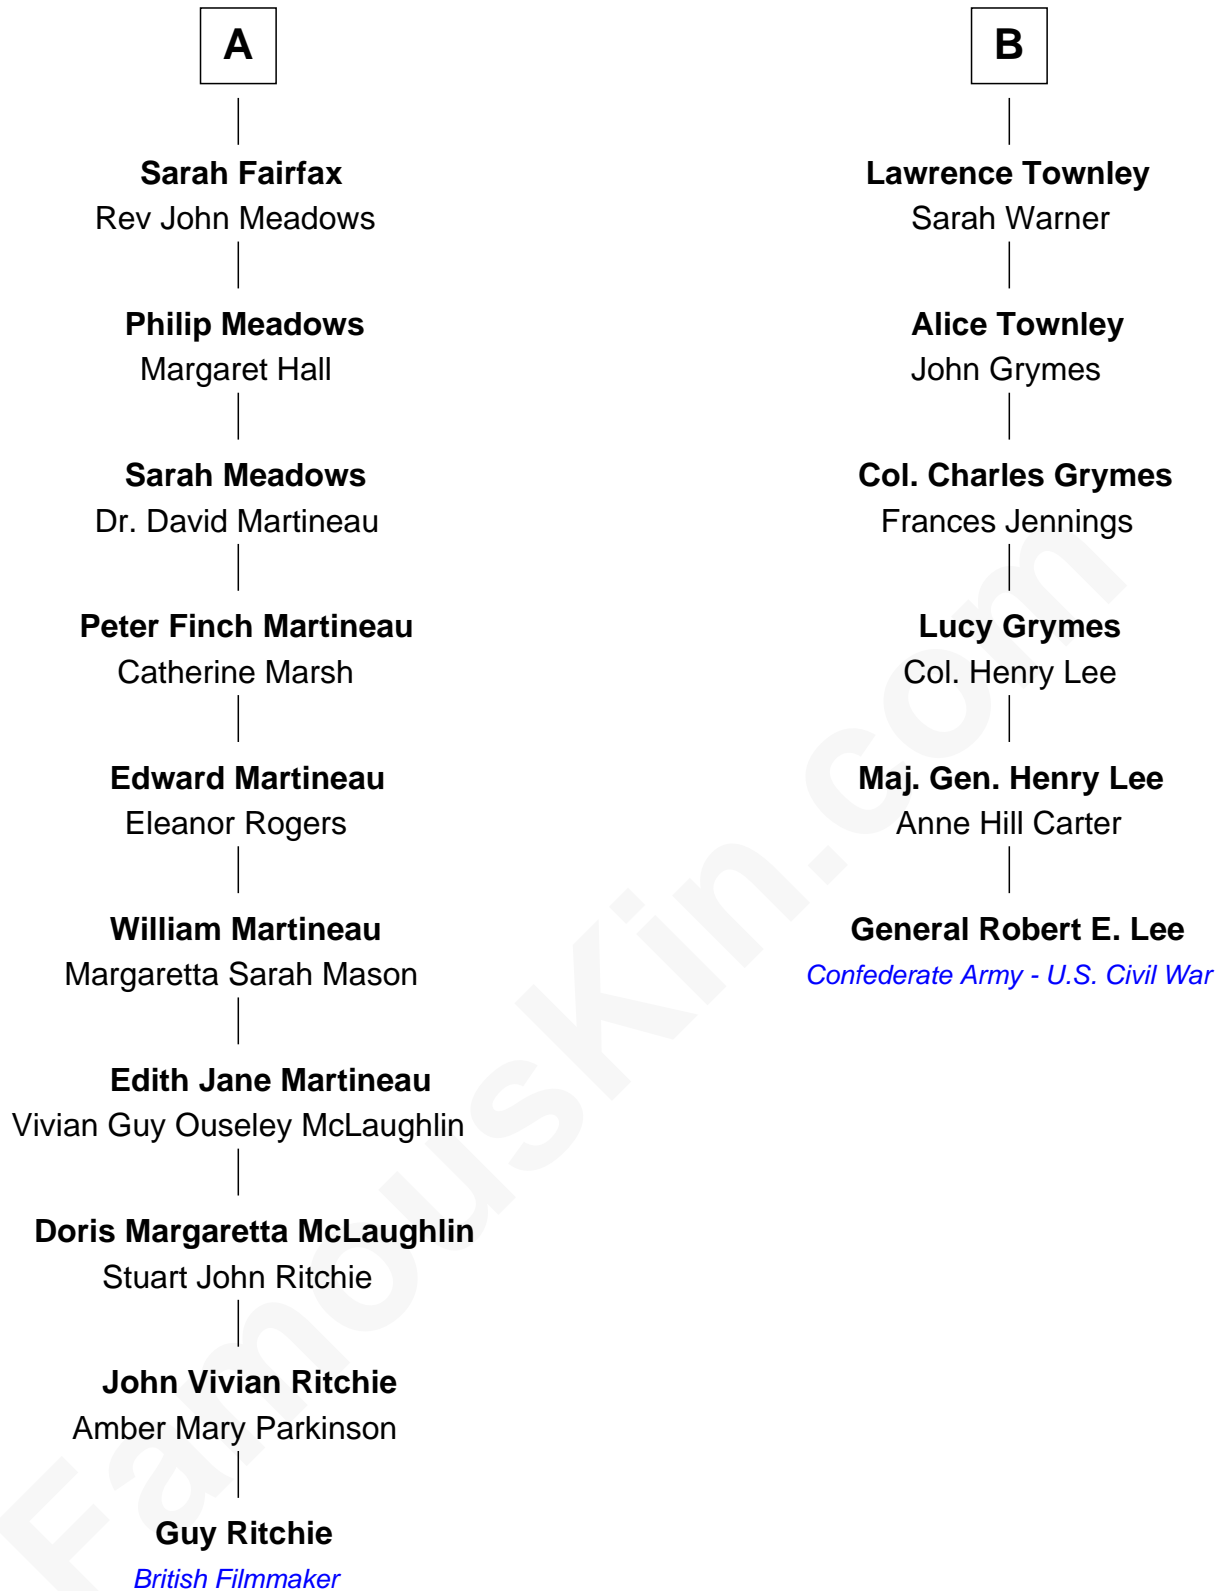 A
Sarah Fairfax
Rev John Meadows
Philip Meadows
Margaret Hall
Sarah Meadows
Dr. David Martineau
Peter Finch Martineau
Catherine Marsh
Edward Martineau
Eleanor Rogers
William Martineau
Margaretta Sarah Mason
Edith Jane Martineau
Vivian Guy Ouseley McLaughlin
Doris Margaretta McLaughlin
Stuart John Ritchie
John Vivian Ritchie
Amber Mary Parkinson
Guy Ritchie
British Filmmaker
B
Lawrence Townley
Sarah Warner
Alice Townley
John Grymes
Col. Charles Grymes
Frances Jennings
Lucy Grymes
Col. Henry Lee
Maj. Gen. Henry Lee
Anne Hill Carter
General Robert E. Lee
Confederate Army - U.S. Civil War
FamousKin.com